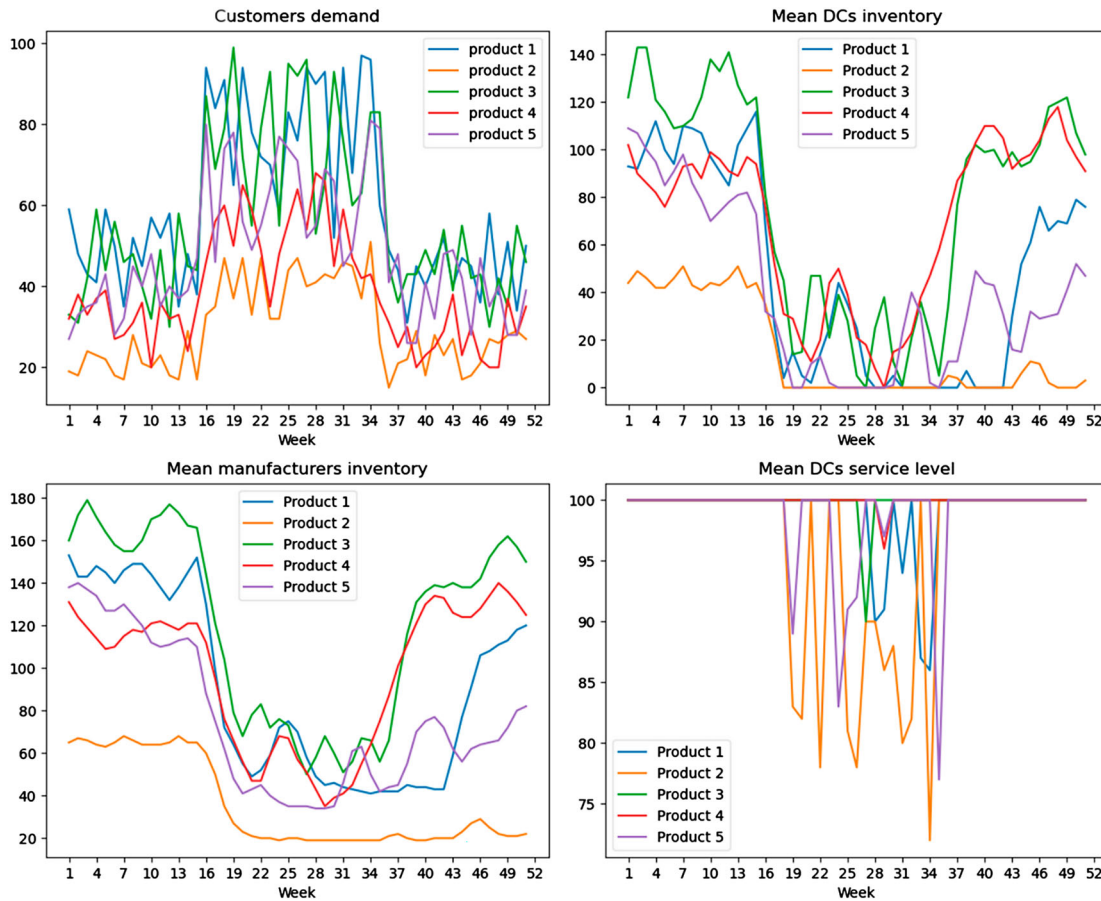 Customers demand
100
80
60
40
20
product 1
product 2
product 3
product 4
product 5
1 4 7 10 13 16 19 22 25 28 31 34 37 40 43 46 49 52
Week
Mean DCs inventory
140
120
100
80
60
40
20
0
Product 1
Product 2
Product 3
Product 4
Product 5
1 4 7 10 13 16 19 22 25 28 31 34 37 40 43 46 49 52
Week
Mean manufacturers inventory
180
160
140
120
100
80
60
40
20
Product 1
Product 2
Product 3
Product 4
Product 5
1 4 7 10 13 16 19 22 25 28 31 34 37 40 43 46 49 52
Week
Mean DCs service level
100
95
90
85
80
75
Product 1
Product 2
Product 3
Product 4
Product 5
1 4 7 10 13 16 19 22 25 28 31 34 37 40 43 46 49 52
Week